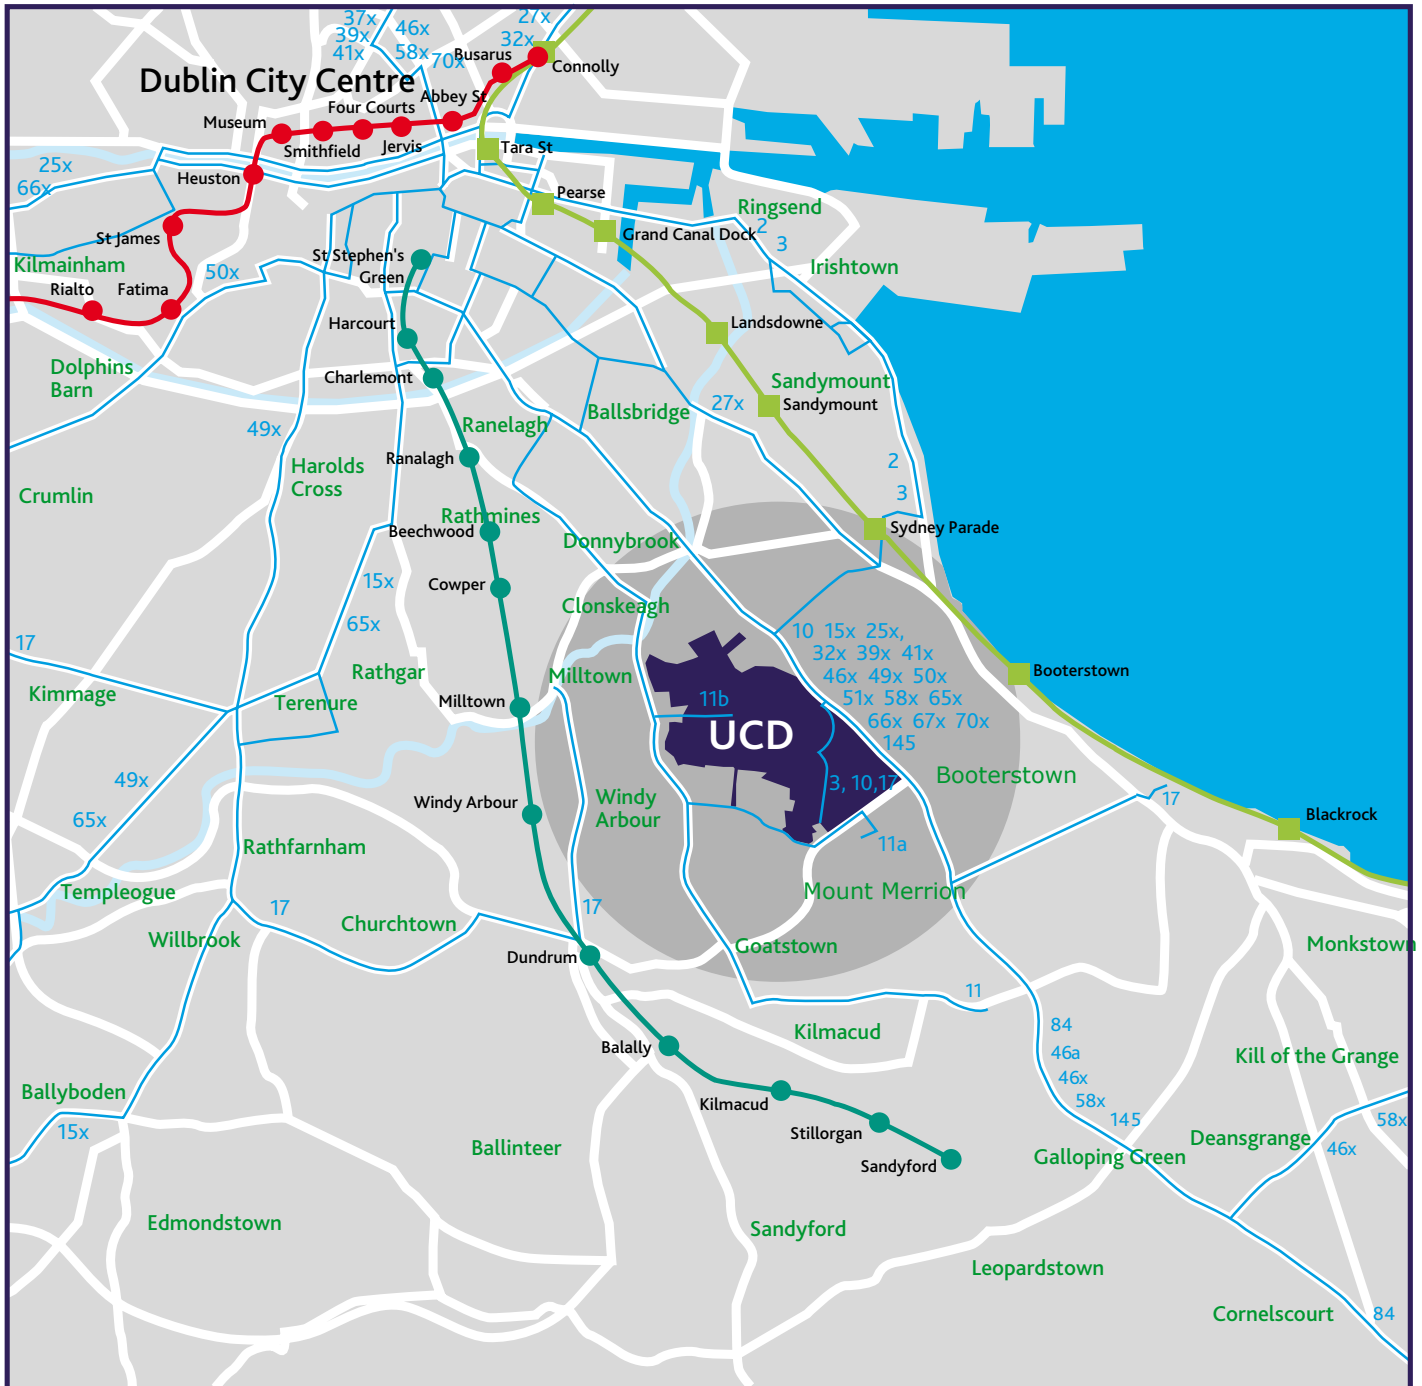 37x
39x
41x
46x
58x
70x
27x
32x
Busarus
Connolly
Dublin City Centre
Abbey St
Four Courts
Museum
Smithfield
Jervis
Tara St
25x
66x
Heuston
Pearse
Ringsend
2
3
Grand Canal Dock
St James
Kilmainham
50x
St Stephen's
Green
Irishtown
Rialto
Fatima
Harcourt
Landsdowne
Dolphins
Barn
Charlemont
Sandymount
Sandymount
27x
Ballsbridge
Ranelagh
49x
Ranalagh
Harolds
Cross
Crumlin
2
3
Rathmines
Beechwood
Donnybrook
Sydney Parade
15x
Cowper
Clonskeagh
65x
17
10 15x 25x,
32x 39x 41x
46x 49x 50x
51x 58x 65x
66x 67x 70x
145
Rathgar
Milltown
Booterstown
Kimmage
Terenure
Milltown
11b
UCD
49x
Booterstown
3, 10,17
Windy
Arbour
Windy Arbour
17
Blackrock
65x
Rathfarnham
11a
Templeogue
Mount Merrion
17
17
Churchtown
Willbrook
Goatstown
Monkstown
Dundrum
11
Kilmacud
84
46a
46x
58x
145
Balally
Kill of the Grange
Ballyboden
Kilmacud
15x
Stillorgan
58x
Deansgrange
46x
Ballinteer
Sandyford
Galloping Green
Edmondstown
Sandyford
Leopardstown
Cornelscourt
84